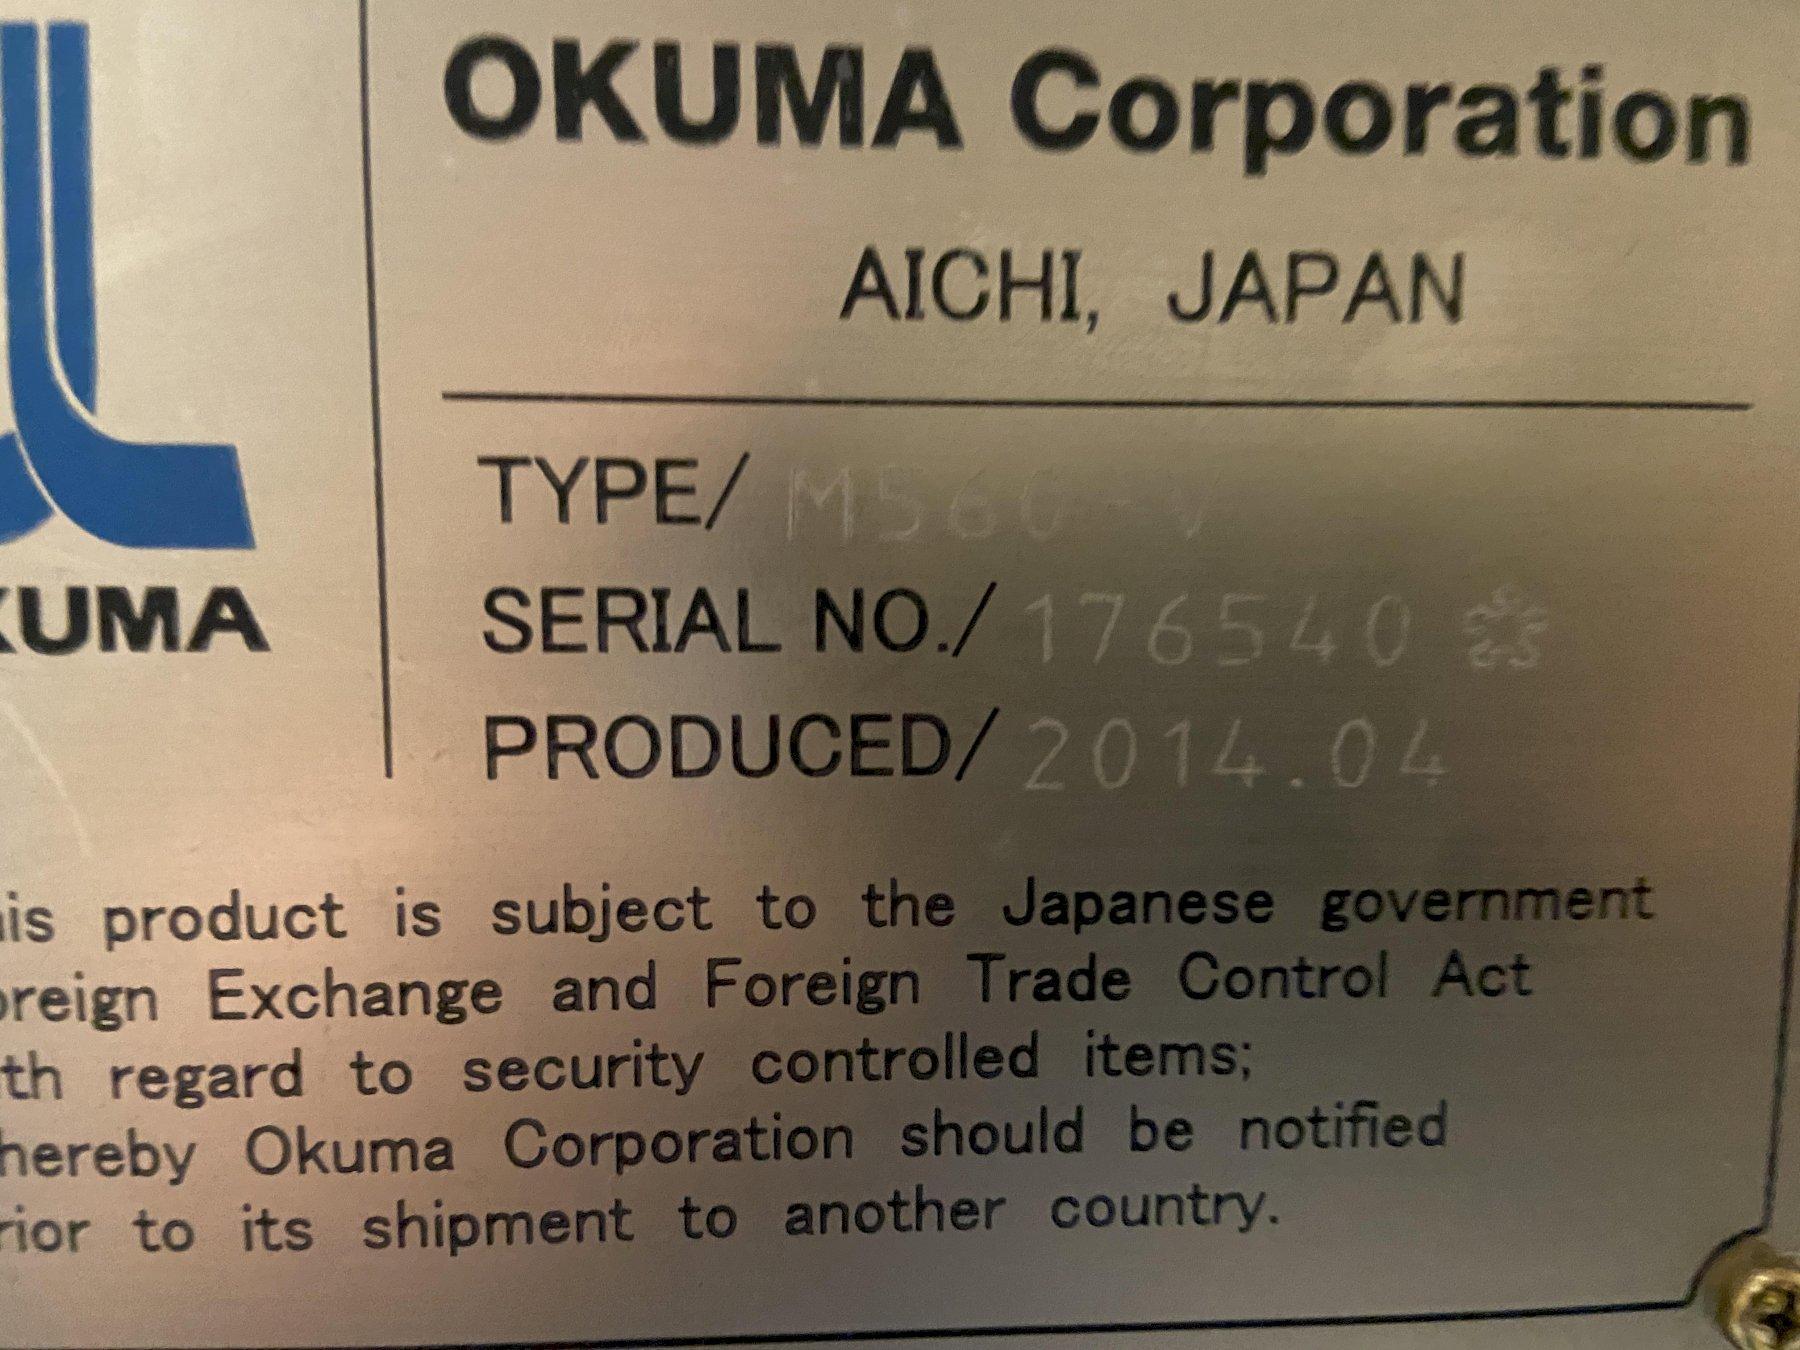 OKUMA Corporation
AICHI, JAPAN
KUMA
TYPE/ M560-V
SERIAL NO./ 176540
PRODUCED/ 2014.04
is product is subject to the Japanese government
reign Exchange and Foreign Trade Control Act
th regard to security controlled items;
hereby Okuma Corporation should be notified
rior to its shipment to another country.